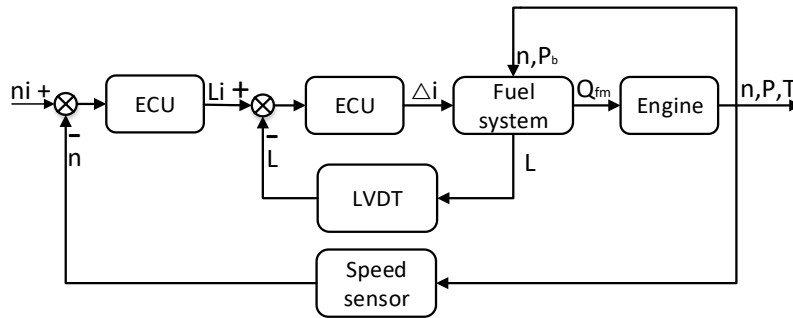 n,Pb
ni +
ECU
Li +
ECU
△i
Fuel
system
Qfm
Engine
n,P,T
−
n
−
L
L
LVDT
Speed
sensor